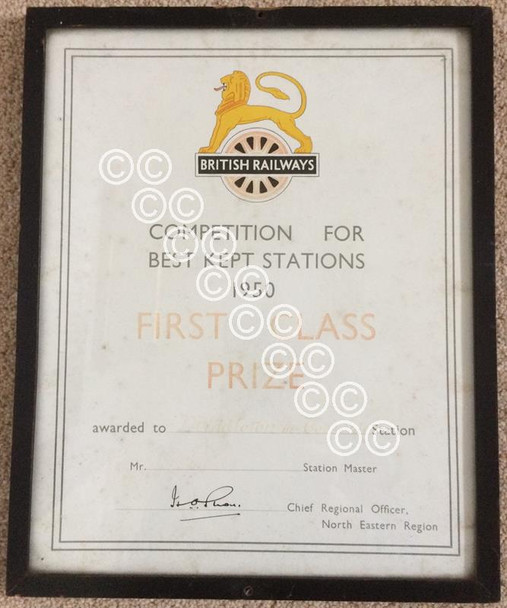 BRITISH RAILWAYS
COMPETITION FOR
BEST KEPT STATIONS
1950
FIRST CLASS
PRIZE
awarded to Station
Mr. Station Master
Chief Regional Officer,
North Eastern Region